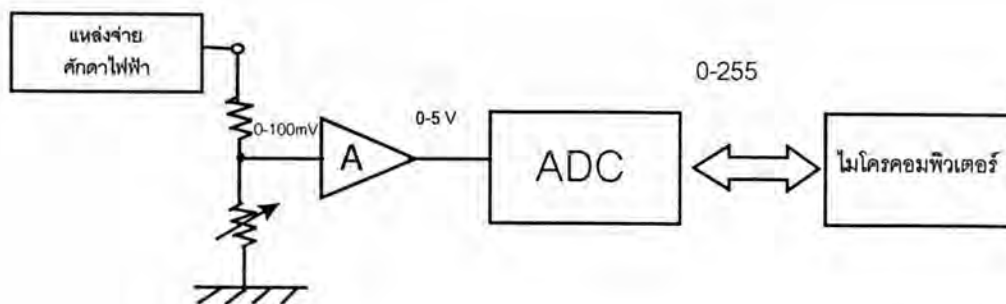 แหล่งจ่าย
ศักดาไฟฟ้า
0-100mV
A
0-5 V
ADC
0-255
ไมโครคอมพิวเตอร์